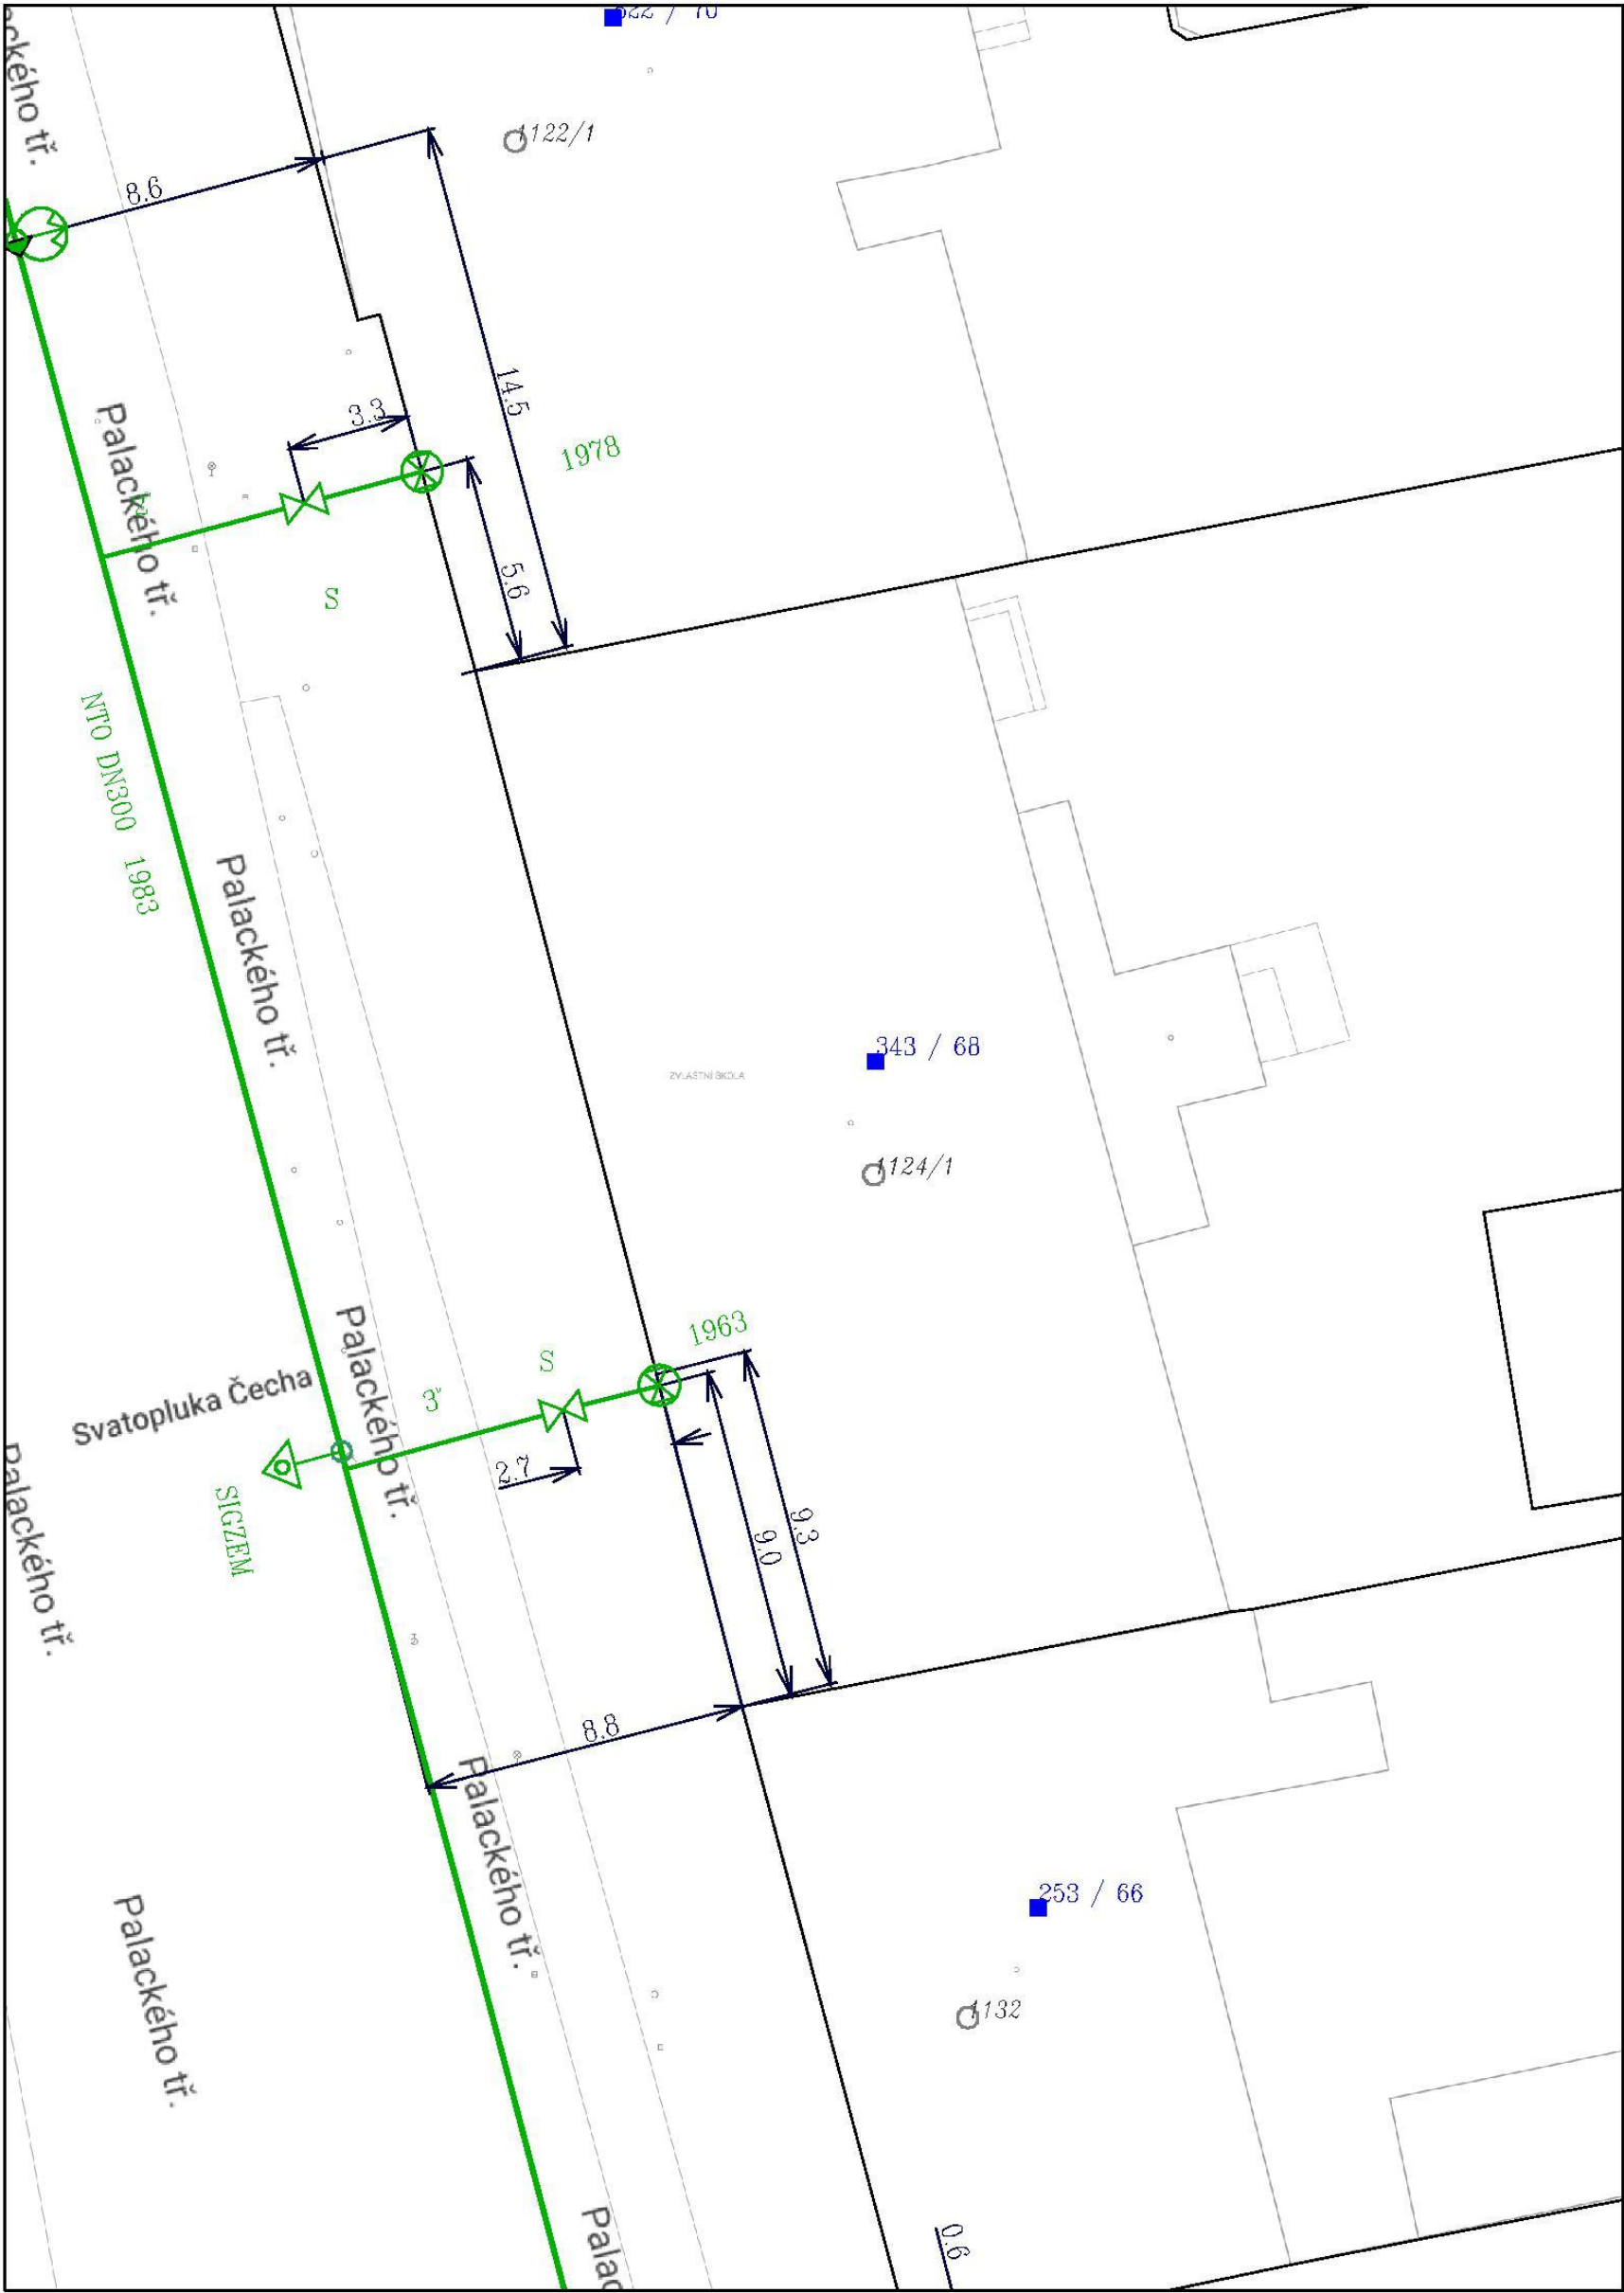 ckého tř.
1122/1
8.6
14.5
3.3
1978
Palackého tř.
5.6
S
NTO DN300 1983
Palackého tř.
343 / 68
ZVLÁŠTNÍ ŠKOLA
1124/1
1963
S
3"
Palackého tř.
Svatopluka Čecha
2.7
SIGZEM
9.3
9.0
Palackého tř.
8.8
Palackého tř.
253 / 66
Palackého tř.
1132
Palac
0.6